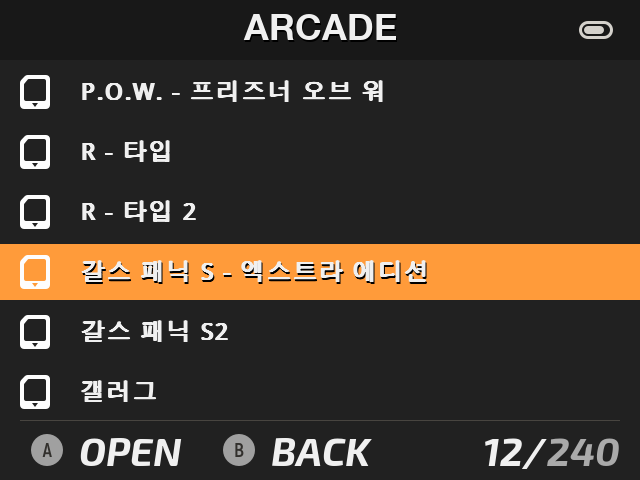 ARCADE
P.O.W. - 프리즈너 오브 워
R - 타입
R - 타입 2
갈스 패닉 S - 엑스트라 에디션
갈스 패닉 S2
갤러그
A OPEN B BACK 12/240